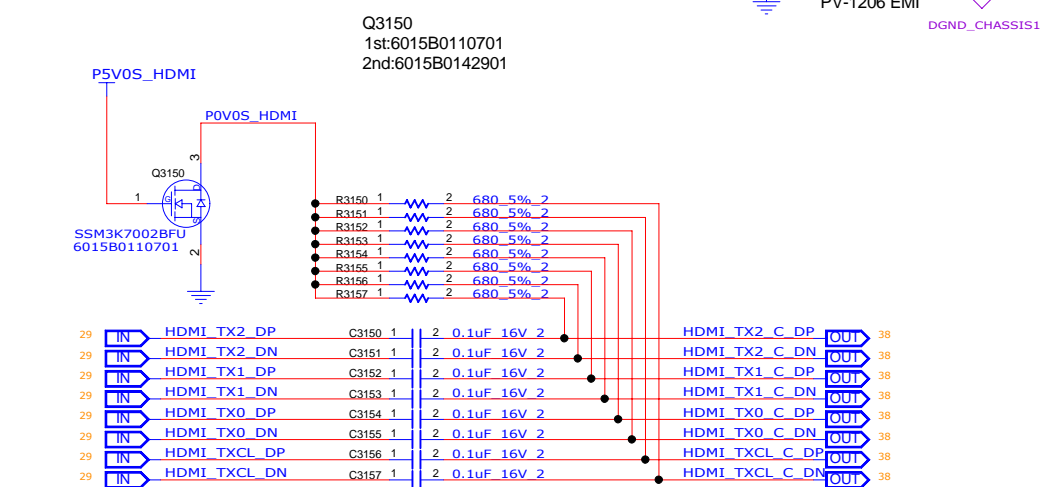 PV-1206 EMI
DGND_CHASSIS1
Q3150
1st:6015B0110701
2nd:6015B0142901
P5V0S_HDMI
P0V0S_HDMI
3
Q3150
D
1
G
S
SSM3K7002BFU
6015B0110701
2
R3150 1 2 680_5%_2
R3151 1 2 680_5%_2
R3152 1 2 680_5%_2
R3153 1 2 680_5%_2
R3154 1 2 680_5%_2
R3155 1 2 680_5%_2
R3156 1 2 680_5%_2
R3157 1 2 680_5%_2
29 IN HDMI_TX2_DP C3150 1 2 0.1uF_16V_2 HDMI_TX2_C_DP OUT 38
29 IN HDMI_TX2_DN C3151 1 2 0.1uF_16V_2 HDMI_TX2_C_DN OUT 38
29 IN HDMI_TX1_DP C3152 1 2 0.1uF_16V_2 HDMI_TX1_C_DP OUT 38
29 IN HDMI_TX1_DN C3153 1 2 0.1uF_16V_2 HDMI_TX1_C_DN OUT 38
29 IN HDMI_TX0_DP C3154 1 2 0.1uF_16V_2 HDMI_TX0_C_DP OUT 38
29 IN HDMI_TX0_DN C3155 1 2 0.1uF_16V_2 HDMI_TX0_C_DN OUT 38
29 IN HDMI_TXCL_DP C3156 1 2 0.1uF_16V_2 HDMI_TXCL_C_DP OUT 38
29 IN HDMI_TXCL_DN C3157 1 2 0.1uF_16V_2 HDMI_TXCL_C_DN OUT 38